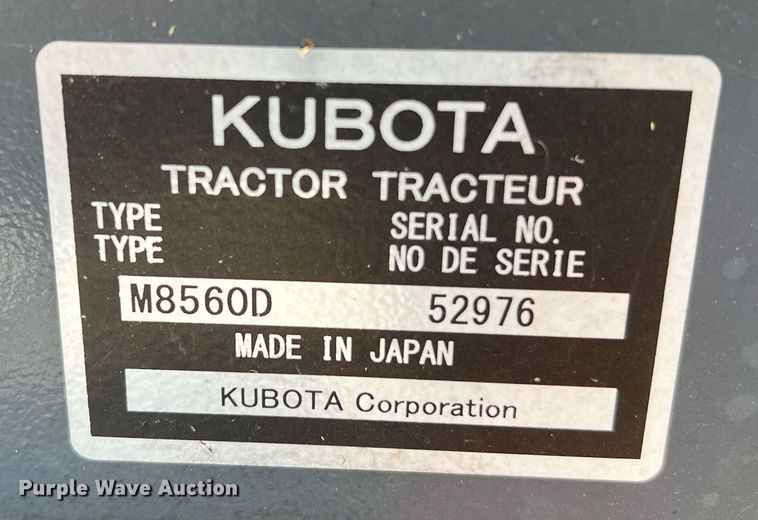 KUBOTA
TRACTOR TRACTEUR
TYPE SERIAL NO.
TYPE NO DE SERIE
M8560D 52976
MADE IN JAPAN
KUBOTA Corporation
Purple Wave Auction